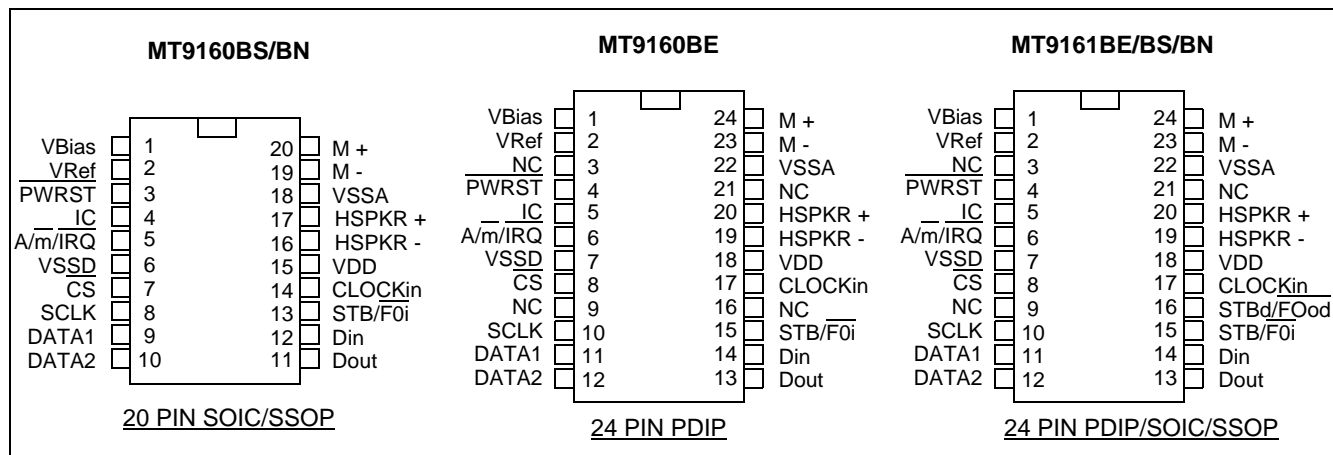 MT9160BS/BN
VBias 1 20 M +
VRef 2 19 M -
PWRST 3 18 VSSA
IC 4 17 HSPKR +
A/m/IRQ 5 16 HSPKR -
VSSD 6 15 VDD
CS 7 14 CLOCKin
SCLK 8 13 STB/F0i
DATA1 9 12 Din
DATA2 10 11 Dout
20 PIN SOIC/SSOP
MT9160BE
VBias 1 24 M +
VRef 2 23 M -
NC 3 22 VSSA
PWRST 4 21 NC
IC 5 20 HSPKR +
A/m/IRQ 6 19 HSPKR -
VSSD 7 18 VDD
CS 8 17 CLOCKin
NC 9 16 NC
SCLK 10 15 STB/F0i
DATA1 11 14 Din
DATA2 12 13 Dout
24 PIN PDIP
MT9161BE/BS/BN
VBias 1 24 M +
VRef 2 23 M -
NC 3 22 VSSA
PWRST 4 21 NC
IC 5 20 HSPKR +
A/m/IRQ 6 19 HSPKR -
VSSD 7 18 VDD
CS 8 17 CLOCKin
NC 9 16 STBd/FOod
SCLK 10 15 STB/F0i
DATA1 11 14 Din
DATA2 12 13 Dout
24 PIN PDIP/SOIC/SSOP